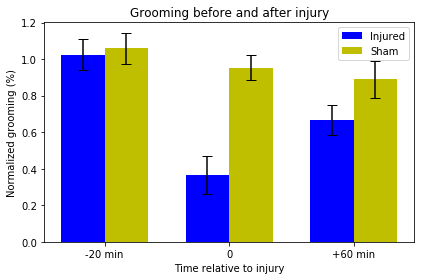 Grooming before and after injury
Injured
Sham
Normalized grooming (%)
1.2
1.0
0.8
0.6
0.4
0.2
0.0
-20 min
0
+60 min
Time relative to injury